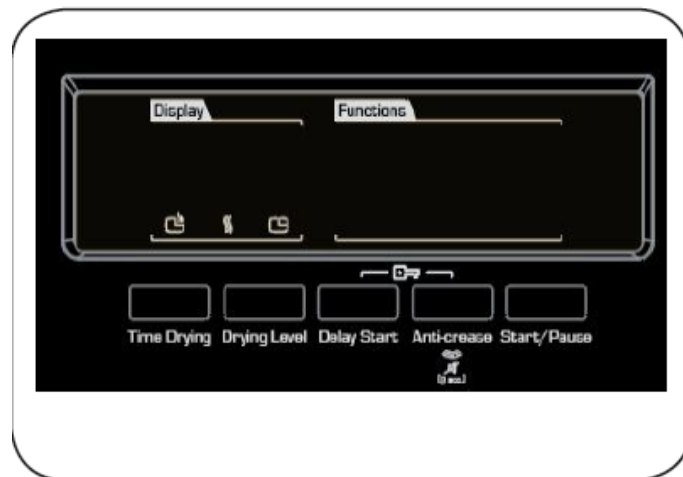 Display Functions
Time Drying Drying Level Delay Start Anti-crease Start/Pause